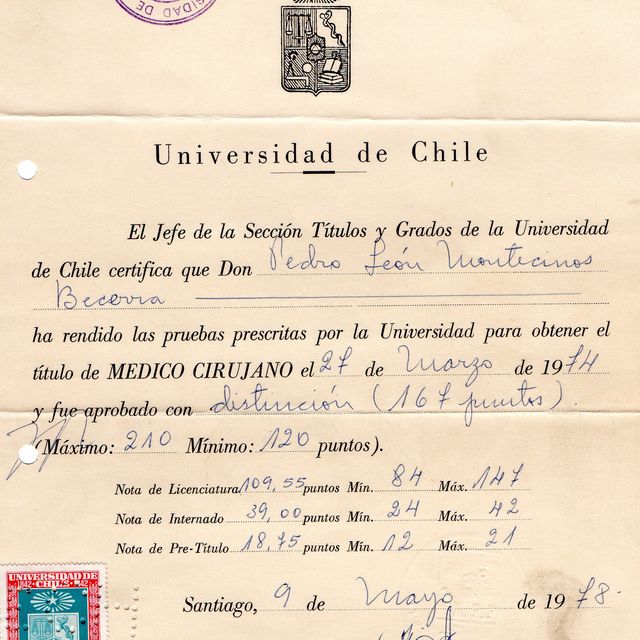 SIDAD DE
Universidad de Chile
El Jefe de la Sección Títulos y Grados de la Universidad
de Chile certifica que Don Pedro León Montecinos
Becerra
ha rendido las pruebas prescritas por la Universidad para obtener el
título de MEDICO CIRUJANO el 27 de Marzo de 1974
y fue aprobado con distinción (167 puntos).
(Máximo: 210 Mínimo: 120 puntos).
Nota de Licenciatura 109,55 puntos Mín. 84 Máx. 147
Nota de Internado 39,00 puntos Mín. 24 Máx. 42
Nota de Pre-Título 18,75 puntos Mín. 12 Máx. 21
UNIVERSIDAD DE
1842 CHILE 1942
Santiago, 9 de Mayo de 1978.